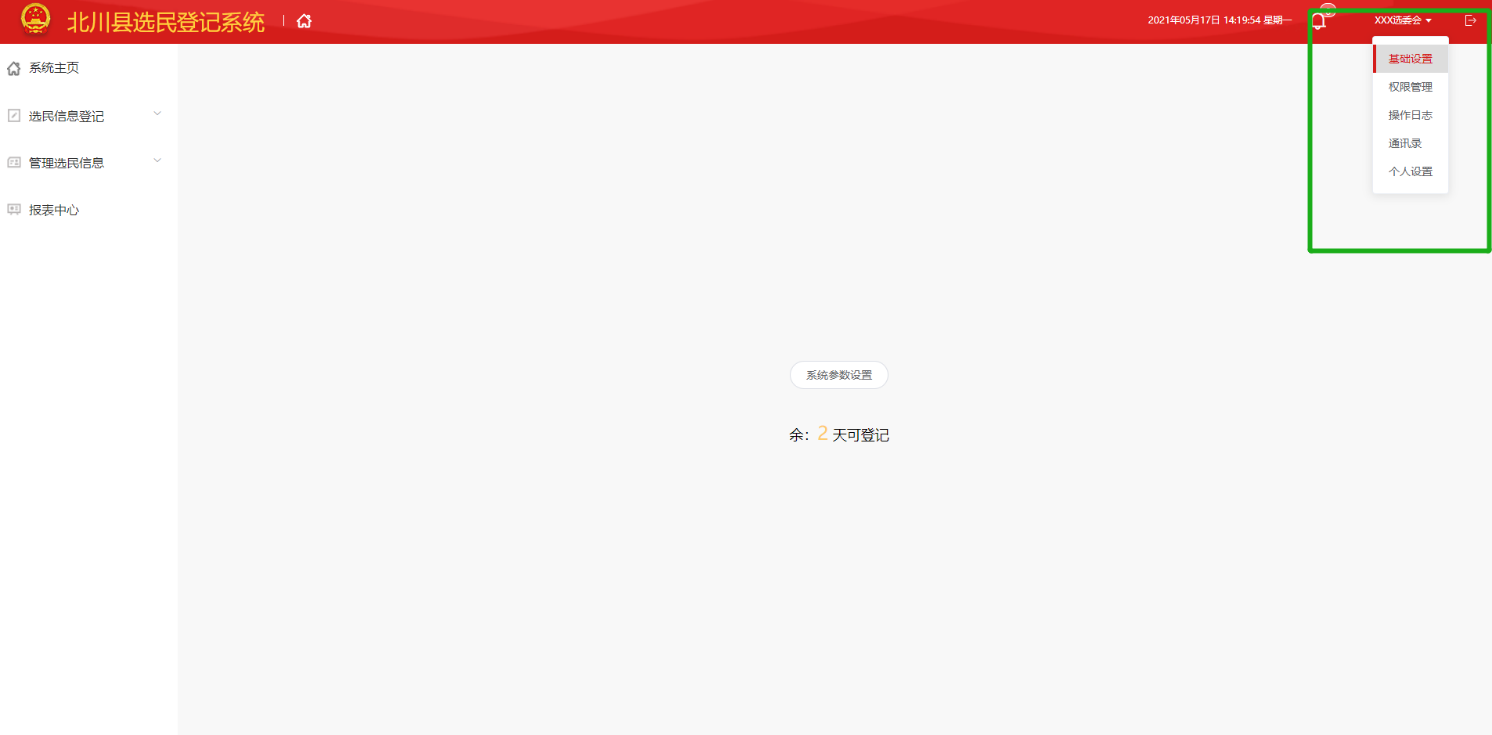 北川县选民登记系统
2021年05月17日 14:19:54 星期一
XXX选委会
系统主页
选民信息登记
管理选民信息
报表中心
基础设置
权限管理
操作日志
通讯录
个人设置
系统参数设置
余：2天可登记